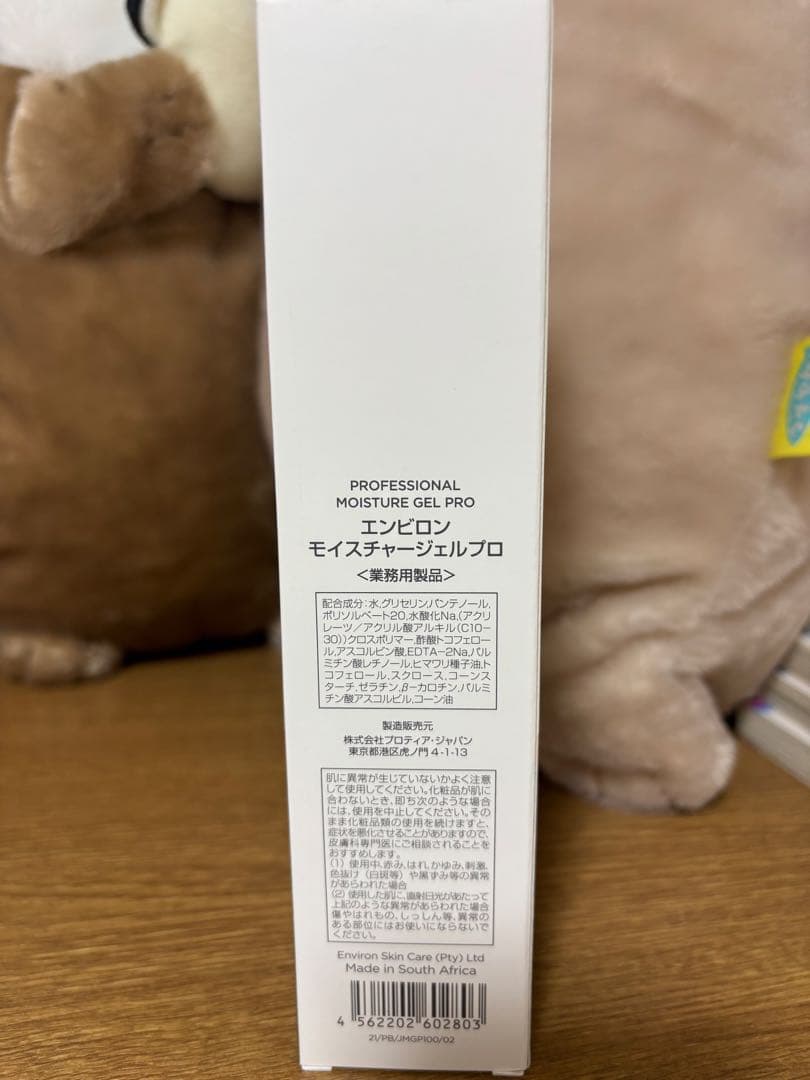 PROFESSIONAL
MOISTURE GEL PRO
エンビロン
モイスチャージェルプロ
＜業務用製品＞
配合成分：水,グリセリン,パンテノール,
ポリソルベート20,水酸化Na,(アクリ
レーツ／アクリル酸アルキル(C10－
30))クロスポリマー,酢酸トコフェロー
ル,アスコルビン酸,EDTA－2Na,パル
ミチン酸レチノール,ヒマワリ種子油,ト
コフェロール,スクロース,コーンス
ターチ,ゼラチン,β－カロチン,パルミ
チン酸アスコルビル,コーン油
製造販売元
株式会社プロティア・ジャパン
東京都港区虎ノ門 4-1-13
肌に異常が生じていないかよく注意
して使用してください。化粧品が肌に
合わないとき、即ち次のような場合
には、使用を中止してください。その
まま化粧品類の使用を続けますと、
症状を悪化させることがありますので、
皮膚科専門医にご相談されることを
おすすめします。
（1）使用中、赤み、はれ、かゆみ、刺激、
色抜け（白斑等）や黒ずみ等の異常
があらわれた場合
（2）使用した肌に、直射日光があたって
上記のような異常があらわれた場合
傷やはれもの、しっしん等、異常の
ある部位にはお使いにならないで
ください。
Environ Skin Care (Pty) Ltd
Made in South Africa
4 562202 602803
21/PB/JMGP100/02